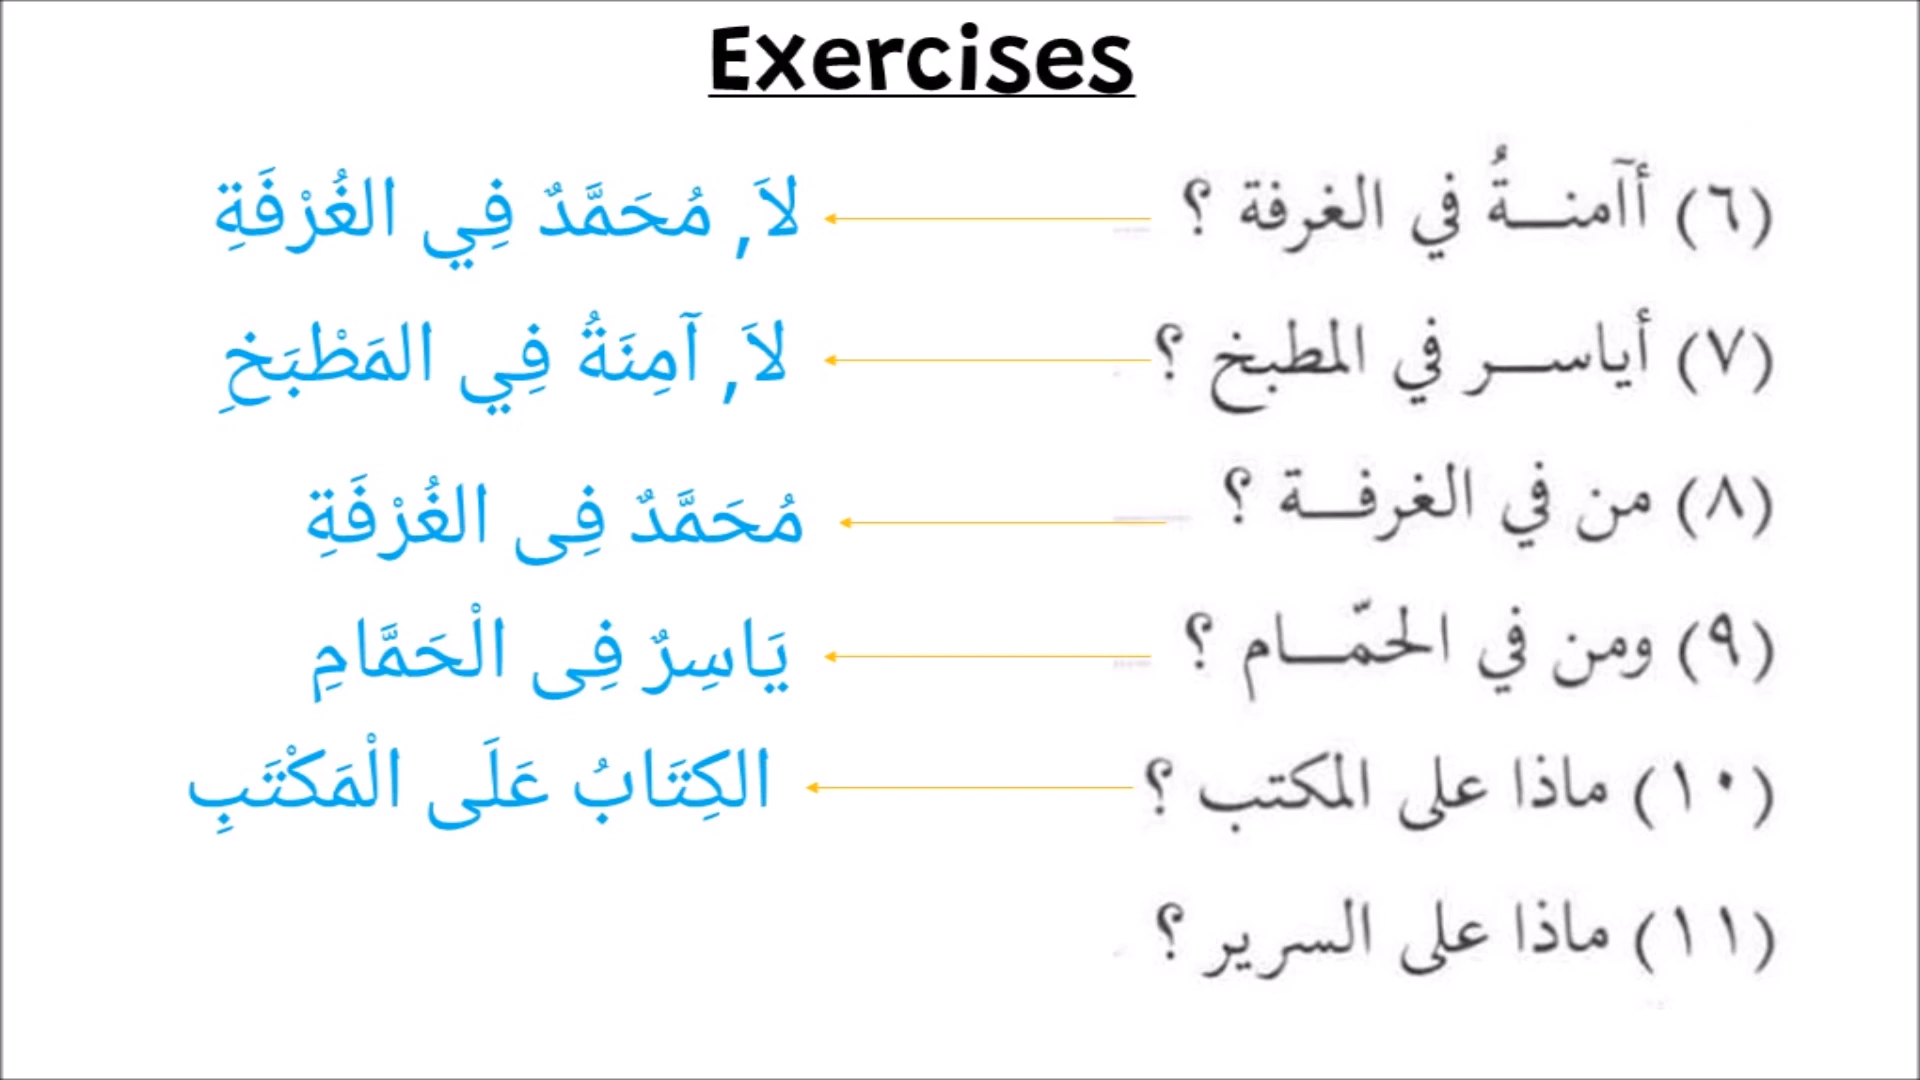 Exercises
(٦) أآمنـــةُ في الغرفة ؟ لاَ, مُحَمَّدٌ فِي الغُرْفَةِ
(٧) أياســـر في المطبخ ؟ لاَ, آمِنَةُ فِي المَطْبَخِ
(٨) من في الغرفـــة ؟ مُحَمَّدٌ فِى الغُرْفَةِ
(٩) ومن في الحمّـــام ؟ يَاسِرٌ فِى الْحَمَّامِ
(١٠) ماذا على المكتب ؟ الكِتَابُ عَلَى الْمَكْتَبِ
(١١) ماذا على السرير ؟